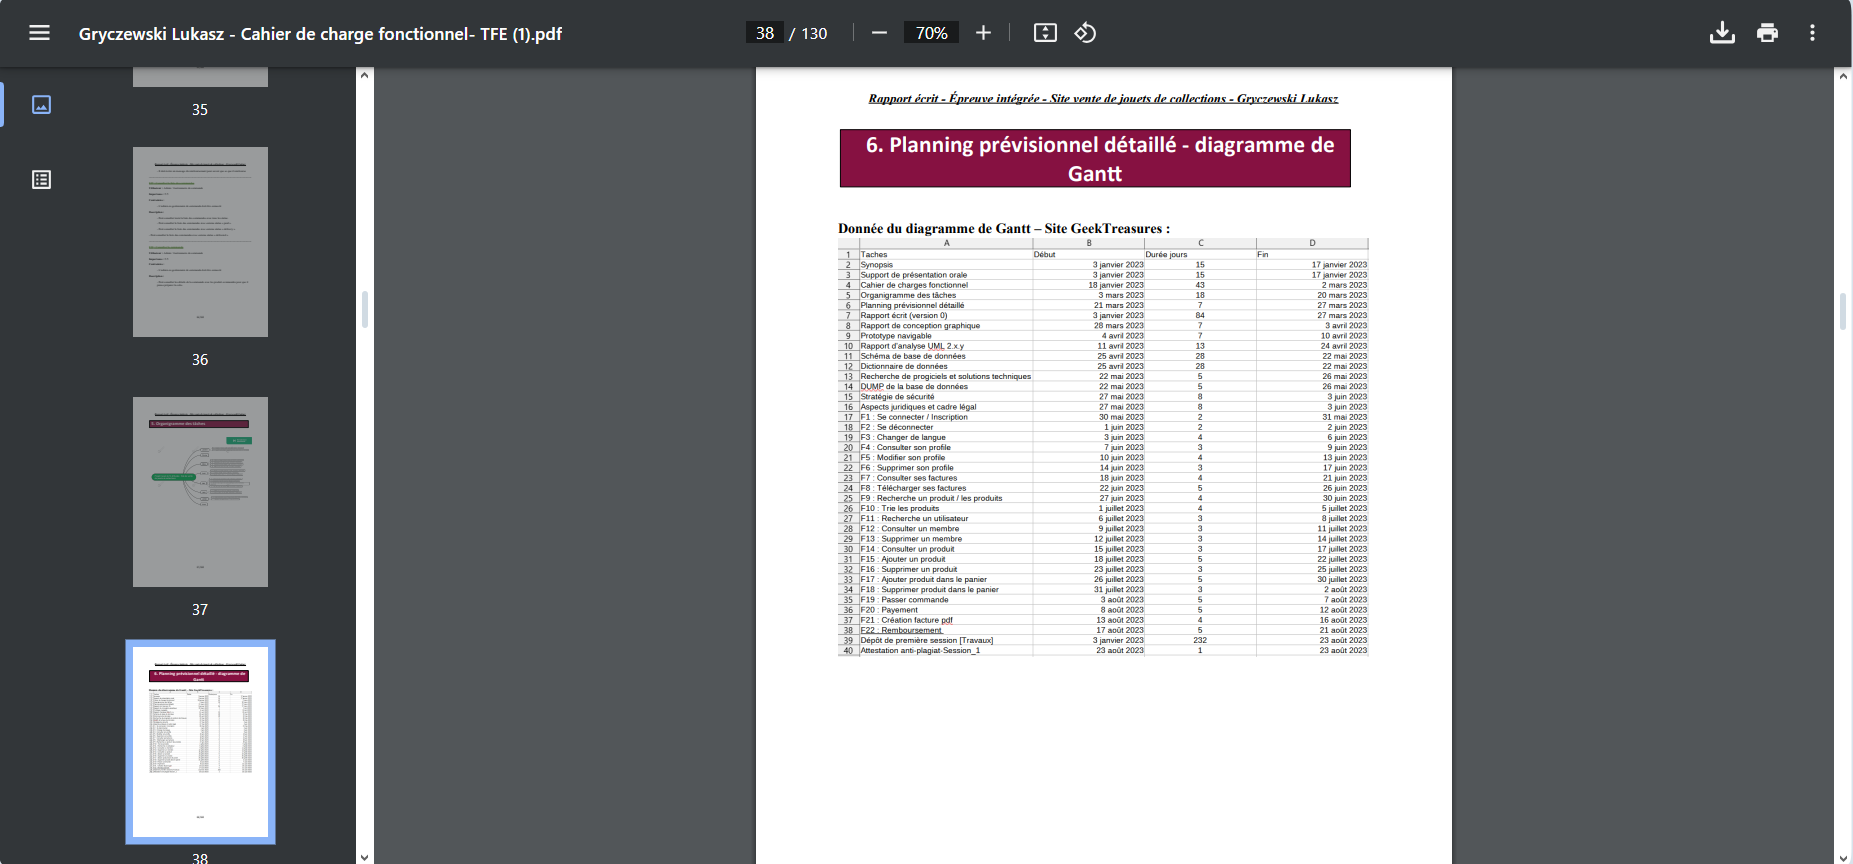 Gryczewski Lukasz - Cahier de charge fonctionnel- TFE (1).pdf
38 / 130
70%
35
36
37
38
Rapport écrit - Épreuve intégrée - Site vente de jouets de collections - Gryczewski Lukasz
6. Planning prévisionnel détaillé - diagramme de
Gantt
Donnée du diagramme de Gantt – Site GeekTreasures :
A B C D
1 Taches Début Durée jours Fin
2 Synopsis 3 janvier 2023 15 17 janvier 2023
3 Support de présentation orale 3 janvier 2023 15 17 janvier 2023
4 Cahier de charges fonctionnel 18 janvier 2023 43 2 mars 2023
5 Organigramme des tâches 3 mars 2023 18 20 mars 2023
6 Planning prévisionnel détaillé 21 mars 2023 7 27 mars 2023
7 Rapport écrit (version 0) 3 janvier 2023 84 27 mars 2023
8 Rapport de conception graphique 28 mars 2023 7 3 avril 2023
9 Prototype navigable 4 avril 2023 7 10 avril 2023
10 Rapport d'analyse UML 2.x.y 11 avril 2023 13 24 avril 2023
11 Schéma de base de données 25 avril 2023 28 22 mai 2023
12 Dictionnaire de données 25 avril 2023 28 22 mai 2023
13 Recherche de progiciels et solutions techniques 22 mai 2023 5 26 mai 2023
14 DUMP de la base de données 22 mai 2023 5 26 mai 2023
15 Stratégie de sécurité 27 mai 2023 8 3 juin 2023
16 Aspects juridiques et cadre légal 27 mai 2023 8 3 juin 2023
17 F1 : Se connecter / Inscription 30 mai 2023 2 31 mai 2023
18 F2 : Se déconnecter 1 juin 2023 2 2 juin 2023
19 F3 : Changer de langue 3 juin 2023 4 6 juin 2023
20 F4 : Consulter son profile 7 juin 2023 3 9 juin 2023
21 F5 : Modifier son profile 10 juin 2023 4 13 juin 2023
22 F6 : Supprimer son profile 14 juin 2023 3 17 juin 2023
23 F7 : Consulter ses factures 18 juin 2023 4 21 juin 2023
24 F8 : Télécharger ses factures 22 juin 2023 5 26 juin 2023
25 F9 : Recherche un produit / les produits 27 juin 2023 4 30 juin 2023
26 F10 : Trie les produits 1 juillet 2023 4 5 juillet 2023
27 F11 : Recherche un utilisateur 6 juillet 2023 3 8 juillet 2023
28 F12 : Consulter un membre 9 juillet 2023 3 11 juillet 2023
29 F13 : Supprimer un membre 12 juillet 2023 3 14 juillet 2023
30 F14 : Consulter un produit 15 juillet 2023 3 17 juillet 2023
31 F15 : Ajouter un produit 18 juillet 2023 5 22 juillet 2023
32 F16 : Supprimer un produit 23 juillet 2023 3 25 juillet 2023
33 F17 : Ajouter produit dans le panier 26 juillet 2023 5 30 juillet 2023
34 F18 : Supprimer produit dans le panier 31 juillet 2023 3 2 août 2023
35 F19 : Passer commande 3 août 2023 5 7 août 2023
36 F20 : Payement 8 août 2023 5 12 août 2023
37 F21 : Création facture pdf 13 août 2023 4 16 août 2023
38 F22 : Remboursement 17 août 2023 5 21 août 2023
39 Dépôt de première session [Travaux] 3 janvier 2023 232 23 août 2023
40 Attestation anti-plagiat-Session_1 23 août 2023 1 23 août 2023